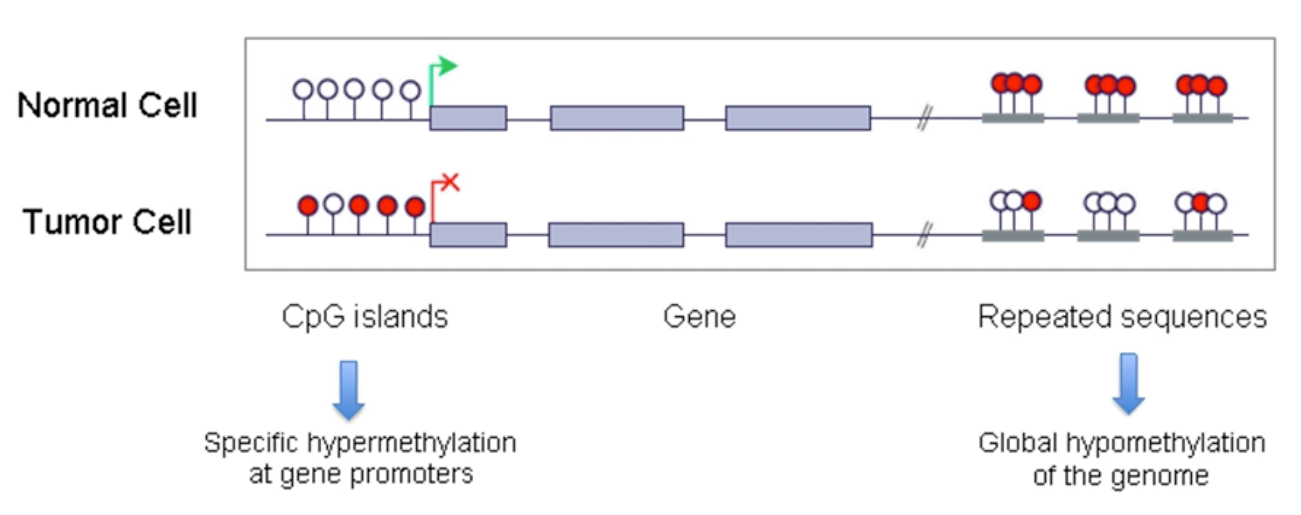 Normal Cell
Tumor Cell
CpG islands
Gene
Repeated sequences
Specific hypermethylation
at gene promoters
Global hypomethylation
of the genome